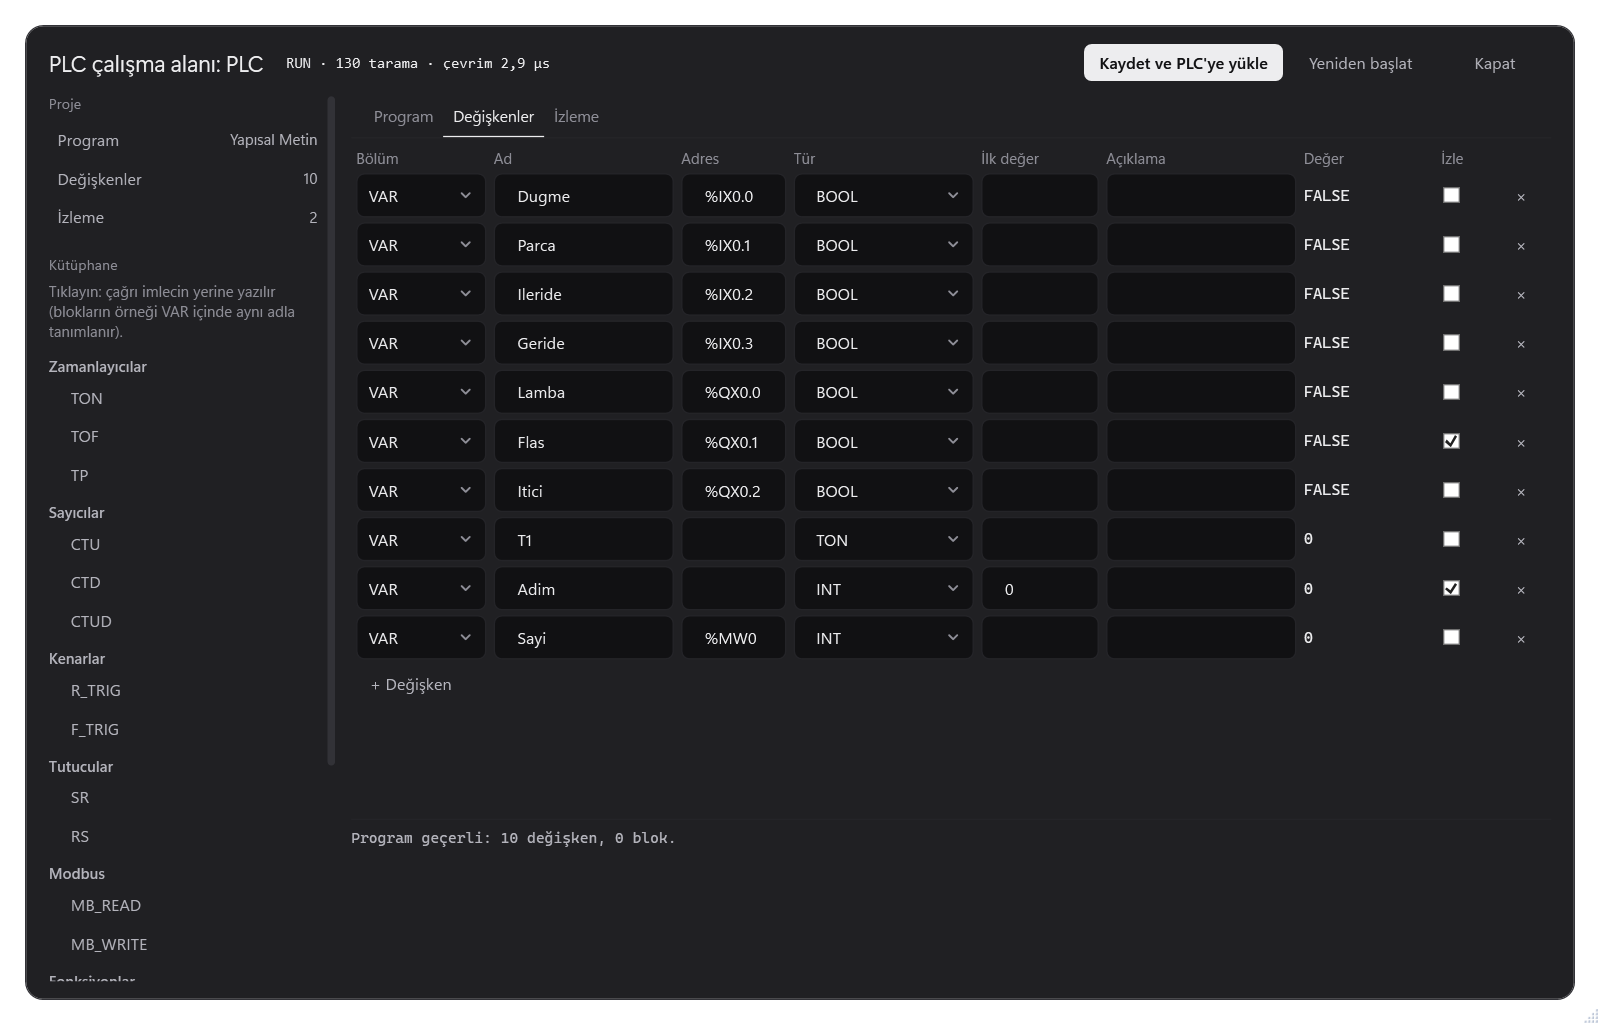 PLC çalışma alanı: PLC
RUN · 130 tarama · çevrim 2,9 µs
Kaydet ve PLC'ye yükle
Yeniden başlat
Kapat
Proje
Program Yapısal Metin
Değişkenler 10
İzleme 2
Kütüphane
Tıklayın: çağrı imlecin yerine yazılır
(blokların örneği VAR içinde aynı adla
tanımlanır).
Zamanlayıcılar
TON
TOF
TP
Sayıcılar
CTU
CTD
CTUD
Kenarlar
R_TRIG
F_TRIG
Tutucular
SR
RS
Modbus
MB_READ
MB_WRITE
Fonksiyonlar
Program Değişkenler İzleme
Bölüm Ad Adres Tür İlk değer Açıklama Değer İzle
VAR Dugme %IX0.0 BOOL FALSE ×
VAR Parca %IX0.1 BOOL FALSE ×
VAR Ileride %IX0.2 BOOL FALSE ×
VAR Geride %IX0.3 BOOL FALSE ×
VAR Lamba %QX0.0 BOOL FALSE ×
VAR Flas %QX0.1 BOOL FALSE ×
VAR Itici %QX0.2 BOOL FALSE ×
VAR T1 TON 0 ×
VAR Adim INT 0 0 ×
VAR Sayi %MW0 INT 0 ×
+ Değişken
Program geçerli: 10 değişken, 0 blok.